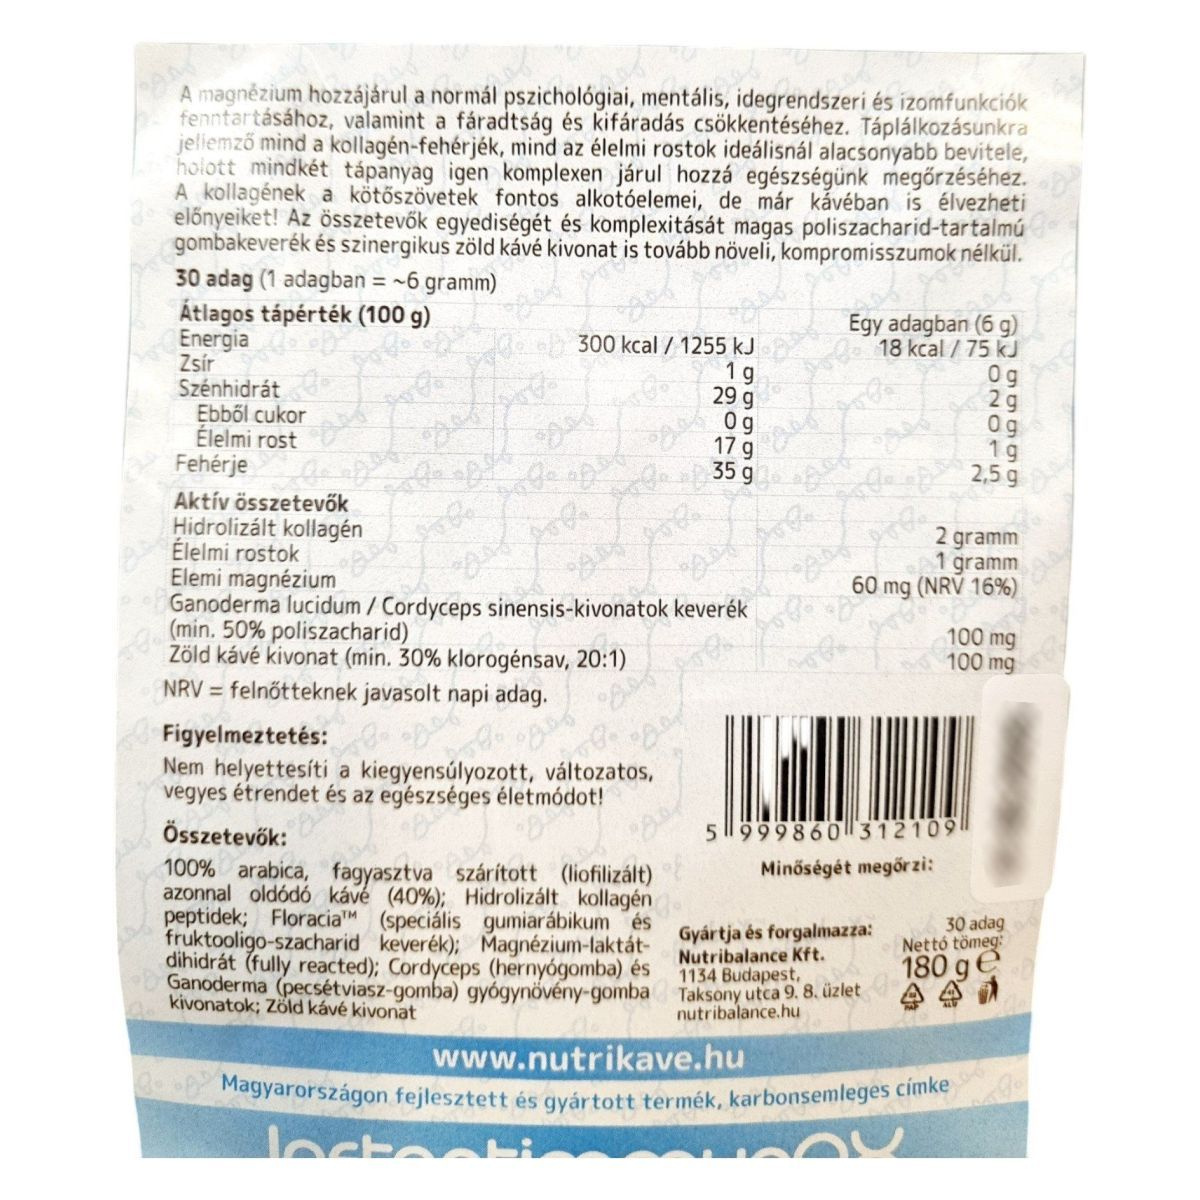 A magnézium hozzájárul a normál pszichológiai, mentális, idegrendszeri és izomfunkciók
fenntartásához, valamint a fáradtság és kifáradás csökkentéséhez. Táplálkozásunkra
jellemző mind a kollagén-fehérjék, mind az élelmi rostok ideálisnál alacsonyabb bevitele,
holott mindkét tápanyag igen komplexen járul hozzá egészségünk megőrzéséhez.
A kollagének a kötőszövetek fontos alkotóelemei, de már kávéban is élvezheti
előnyeiket! Az összetevők egyediségét és komplexitását magas poliszacharid-tartalmú
gombakeverék és szinergikus zöld kávé kivonat is tovább növeli, kompromisszumok nélkül.
30 adag (1 adagban = ~6 gramm)
Átlagos tápérték (100 g) Egy adagban (6 g)
Energia 300 kcal / 1255 kJ 18 kcal / 75 kJ
Zsír 1 g 0 g
Szénhidrát 29 g 2 g
Ebből cukor 0 g 0 g
Élelmi rost 17 g 1 g
Fehérje 35 g 2,5 g
Aktív összetevők
Hidrolizált kollagén 2 gramm
Élelmi rostok 1 gramm
Elemi magnézium 60 mg (NRV 16%)
Ganoderma lucidum / Cordyceps sinensis-kivonatok keverék
(min. 50% poliszacharid) 100 mg
Zöld kávé kivonat (min. 30% klorogénsav, 20:1) 100 mg
NRV = felnőtteknek javasolt napi adag.
Figyelmeztetés:
Nem helyettesíti a kiegyensúlyozott, változatos,
vegyes étrendet és az egészséges életmódot!
Összetevők:
100% arabica, fagyasztva szárított (liofilizált)
azonnal oldódó kávé (40%); Hidrolizált kollagén
peptidek; Floracia™ (speciális gumiarábikum és
fruktooligo-szacharid keverék); Magnézium-laktát-
dihidrát (fully reacted); Cordyceps (hernyógomba) és
Ganoderma (pecsétviasz-gomba) gyógynövény-gomba
kivonatok; Zöld kávé kivonat
5 999860 312109
Minőségét megőrzi:
Gyártja és forgalmazza:
Nutribalance Kft.
1134 Budapest,
Taksony utca 9. 8. üzlet
nutribalance.hu
30 adag
Nettó tömeg:
180 g e
PAP ALU
www.nutrikave.hu
Magyarországon fejlesztett és gyártott termék, karbonsemleges címke